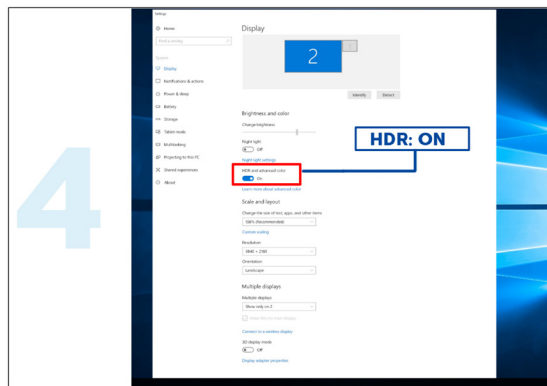 4
Settings
Home
Find a setting
System
Display
Notifications & actions
Power & sleep
Battery
Storage
Tablet mode
Multitasking
Projecting to this PC
Shared experiences
About
Display
2
1
Identify
Detect
Brightness and color
Change brightness
Night light
Off
Night light settings
HDR and advanced color
On
Learn more about advanced color
HDR: ON
Scale and layout
Change the size of text, apps, and other items
Custom scaling
Resolution
Orientation
Landscape
Multiple displays
Multiple displays
Show only on 2
Connect to a wireless display
3D display mode
Off
Display adapter properties